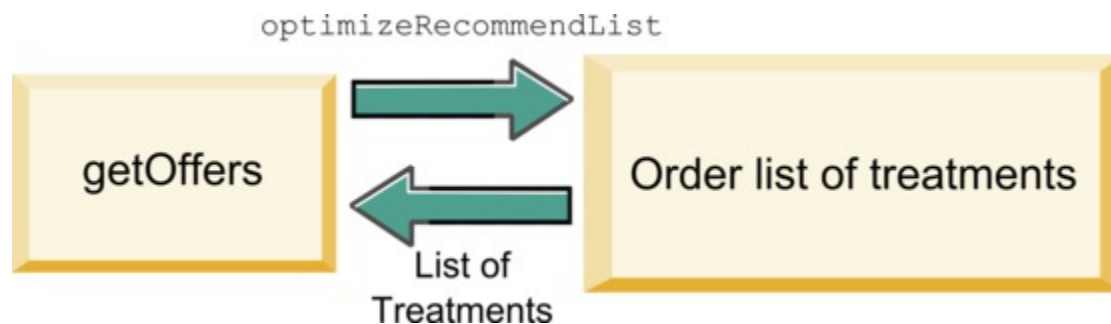 optimizeRecommendList
getOffers
Order list of treatments
List of
Treatments